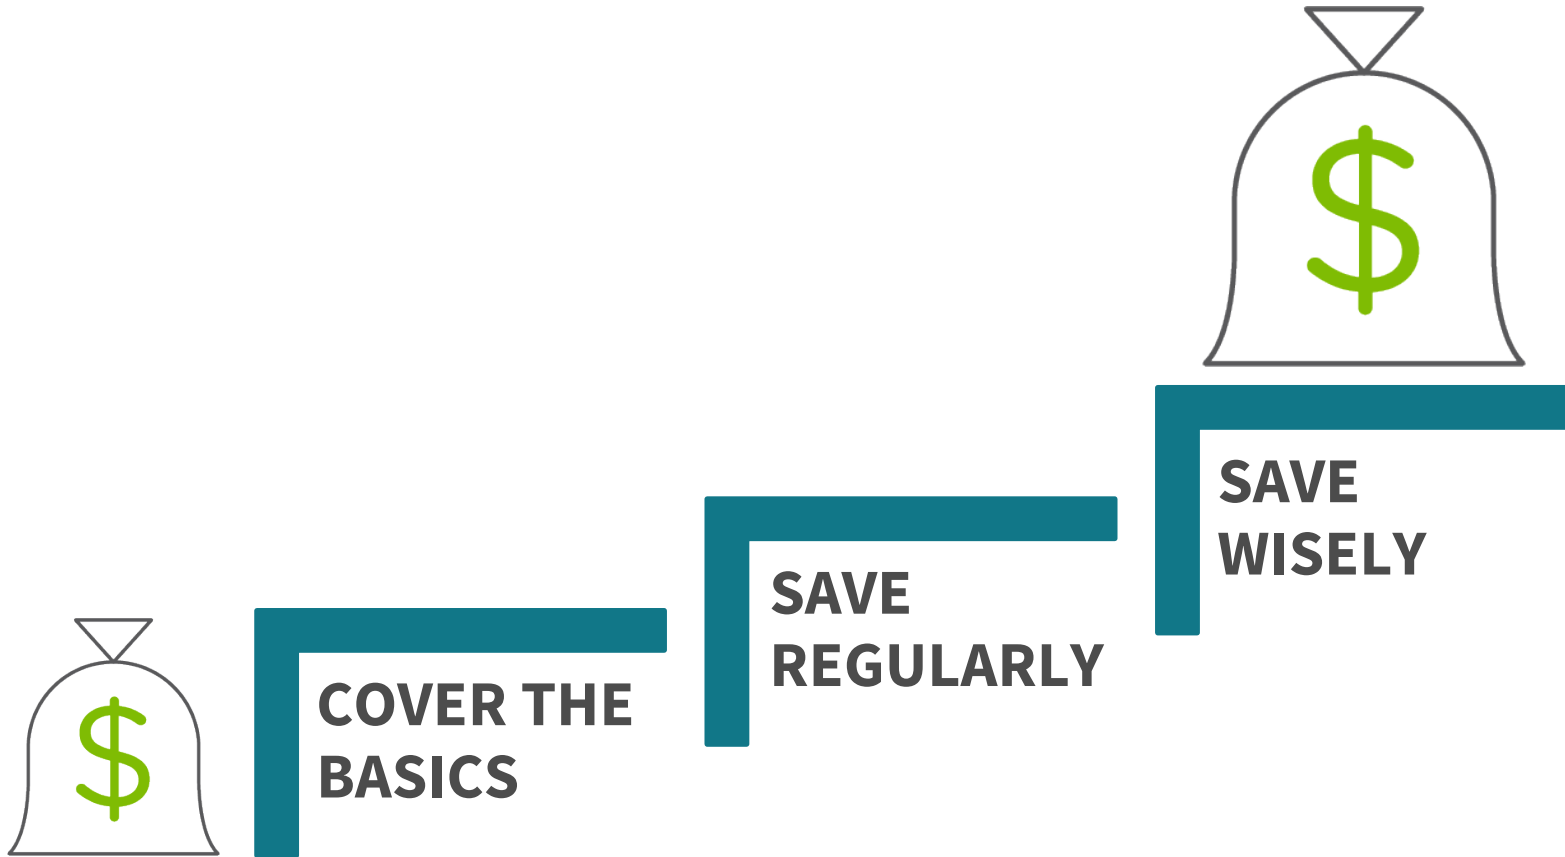 $
$
SAVE
WISELY
SAVE
REGULARLY
COVER THE
BASICS